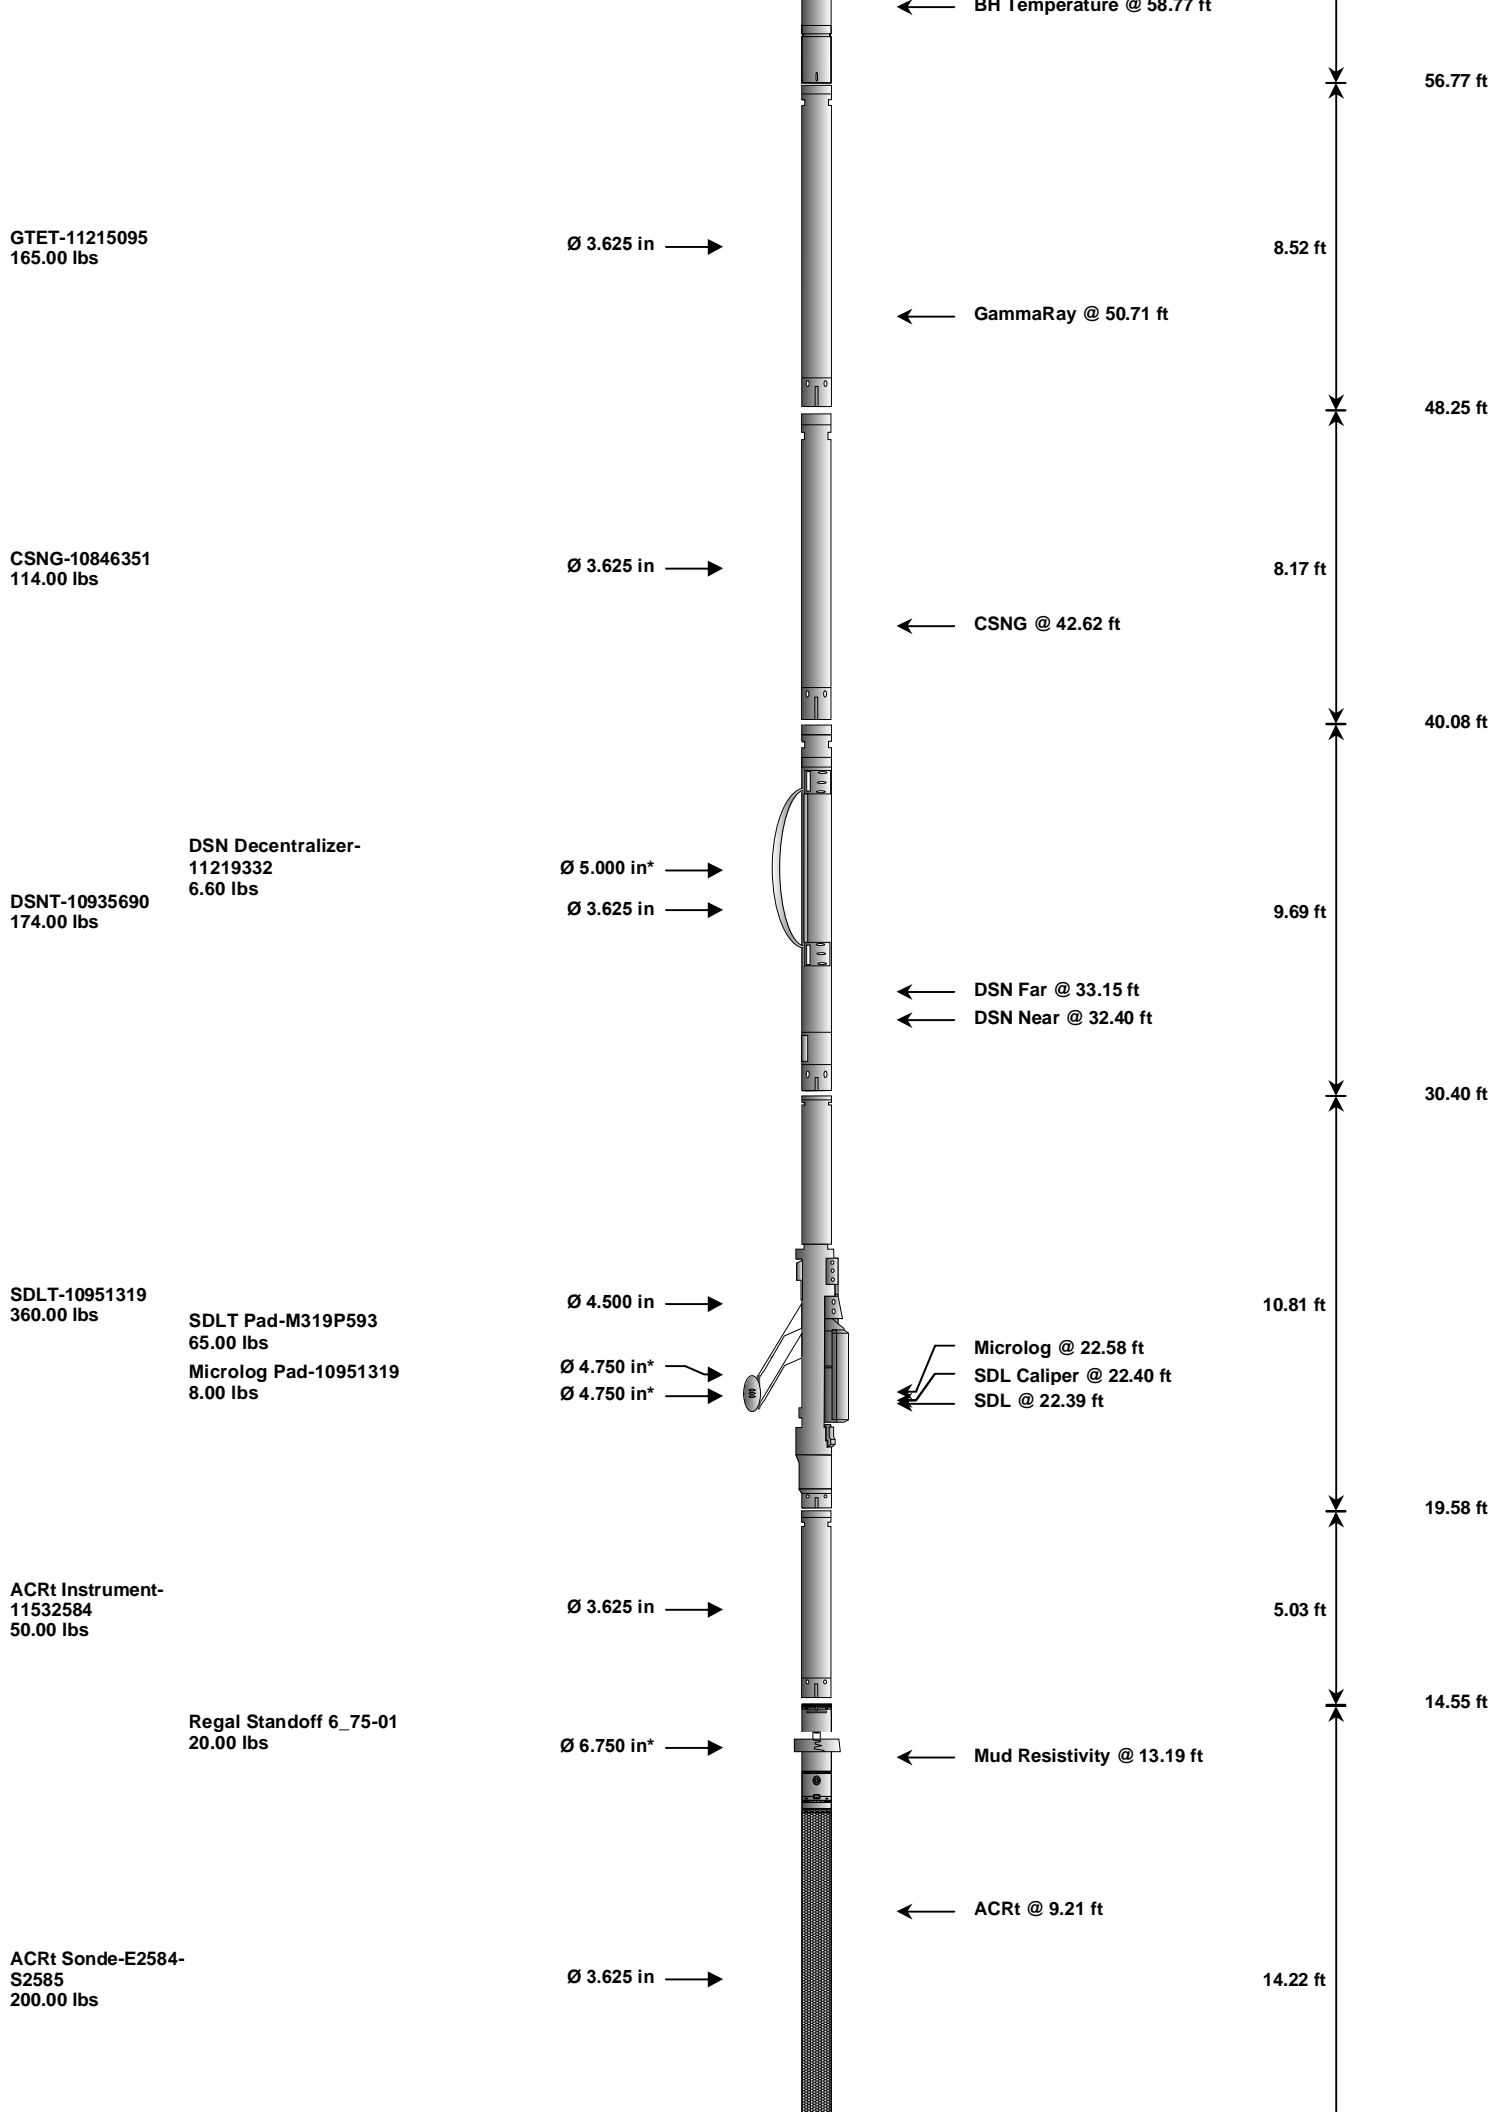 BH Temperature @ 58.77 ft
56.77 ft
GTET-11215095
165.00 lbs
Ø 3.625 in
8.52 ft
GammaRay @ 50.71 ft
48.25 ft
CSNG-10846351
114.00 lbs
Ø 3.625 in
8.17 ft
CSNG @ 42.62 ft
40.08 ft
DSN Decentralizer-
11219332
6.60 lbs
Ø 5.000 in*
DSNT-10935690
174.00 lbs
Ø 3.625 in
9.69 ft
DSN Far @ 33.15 ft
DSN Near @ 32.40 ft
30.40 ft
SDLT-10951319
360.00 lbs
Ø 4.500 in
10.81 ft
SDLT Pad-M319P593
65.00 lbs
Microlog Pad-10951319
8.00 lbs
Ø 4.750 in*
Ø 4.750 in*
Microlog @ 22.58 ft
SDL Caliper @ 22.40 ft
SDL @ 22.39 ft
19.58 ft
ACRt Instrument-
11532584
50.00 lbs
Ø 3.625 in
5.03 ft
14.55 ft
Regal Standoff 6_75-01
20.00 lbs
Ø 6.750 in*
Mud Resistivity @ 13.19 ft
ACRt @ 9.21 ft
ACRt Sonde-E2584-
S2585
200.00 lbs
Ø 3.625 in
14.22 ft